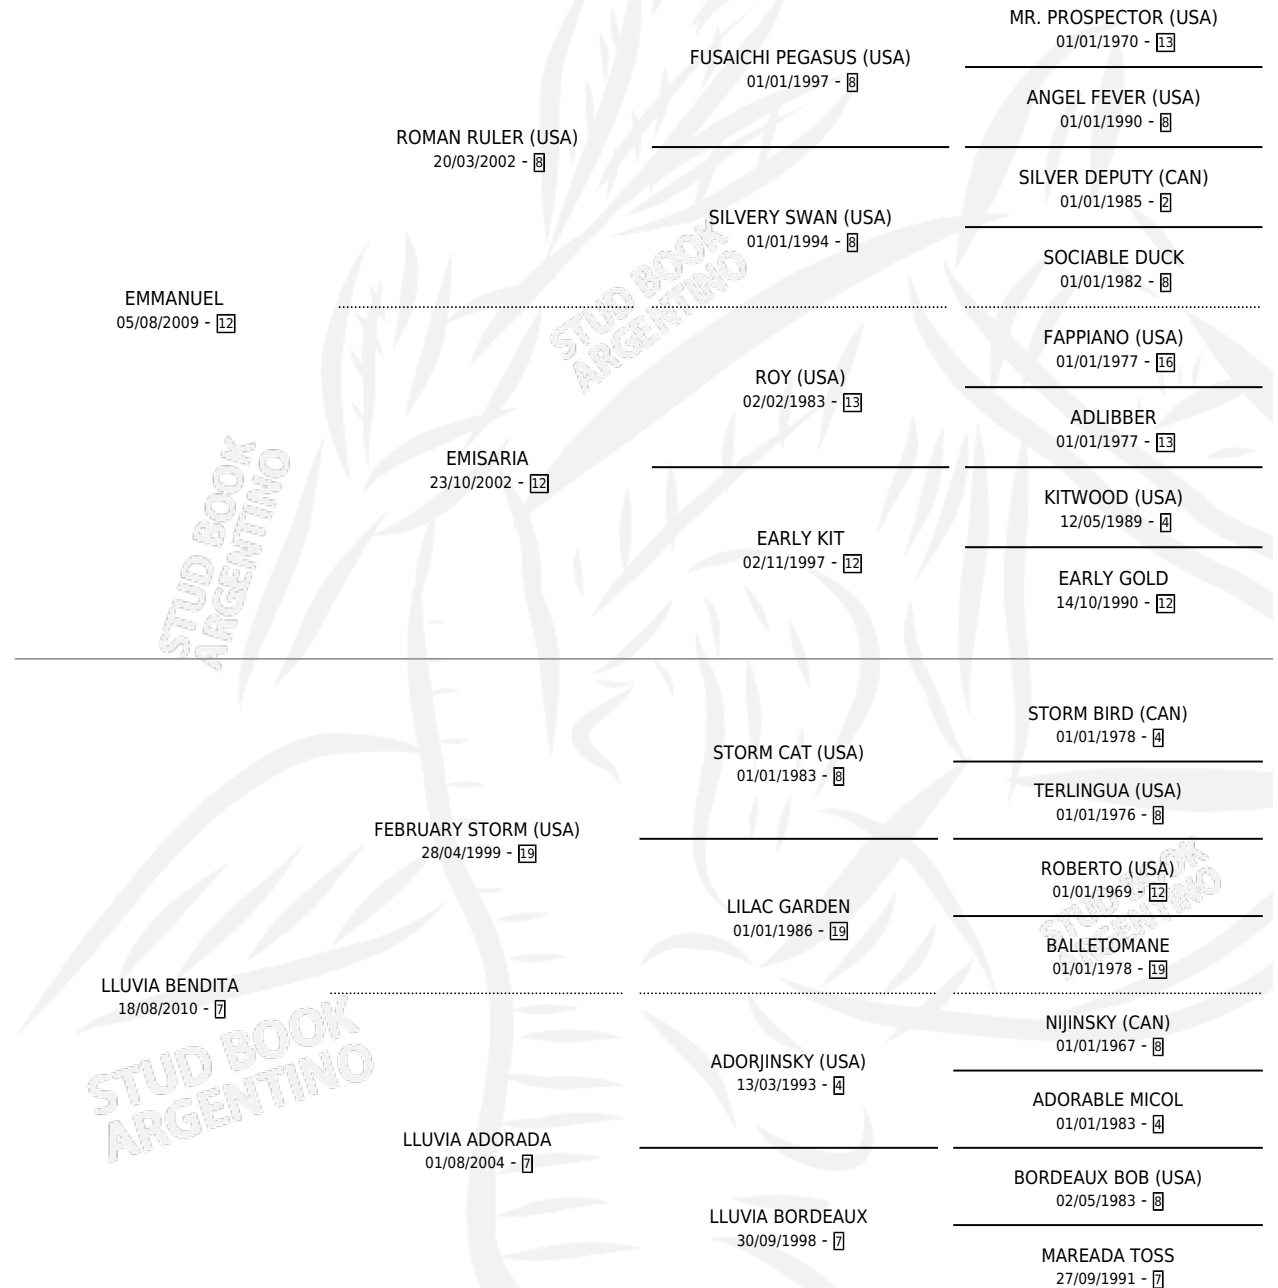 MR. PROSPECTOR (USA)
01/01/1970 - 13
FUSAICHI PEGASUS (USA)
01/01/1997 - 8
ANGEL FEVER (USA)
01/01/1990 - 8
ROMAN RULER (USA)
20/03/2002 - 8
SILVER DEPUTY (CAN)
01/01/1985 - 2
SILVERY SWAN (USA)
01/01/1994 - 8
SOCIABLE DUCK
01/01/1982 - 8
EMMANUEL
05/08/2009 - 12
FAPPIANO (USA)
01/01/1977 - 16
ROY (USA)
02/02/1983 - 13
ADLIBBER
01/01/1977 - 13
EMISARIA
23/10/2002 - 12
KITWOOD (USA)
12/05/1989 - 4
EARLY KIT
02/11/1997 - 12
EARLY GOLD
14/10/1990 - 12
STORM BIRD (CAN)
01/01/1978 - 4
STORM CAT (USA)
01/01/1983 - 8
TERLINGUA (USA)
01/01/1976 - 8
FEBRUARY STORM (USA)
28/04/1999 - 19
ROBERTO (USA)
01/01/1969 - 12
LILAC GARDEN
01/01/1986 - 19
BALLETOMANE
01/01/1978 - 19
LLUVIA BENDITA
18/08/2010 - 7
NIJINSKY (CAN)
01/01/1967 - 8
ADORJINSKY (USA)
13/03/1993 - 4
ADORABLE MICOL
01/01/1983 - 4
LLUVIA ADORADA
01/08/2004 - 7
BORDEAUX BOB (USA)
02/05/1983 - 8
LLUVIA BORDEAUX
30/09/1998 - 7
MAREADA TOSS
27/09/1991 - 7
STUD BOOK
ARGENTINO
STUD BOOK
ARGENTINO
STUD BOOK
ARGENTINO
STUD BOOK
ARGENTINO